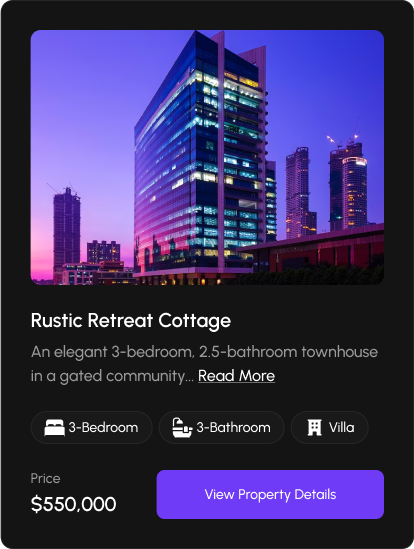 Rustic Retreat Cottage
An elegant 3-bedroom, 2.5-bathroom townhouse
in a gated community... Read More
3-Bedroom 3-Bathroom Villa
Price
$550,000
View Property Details